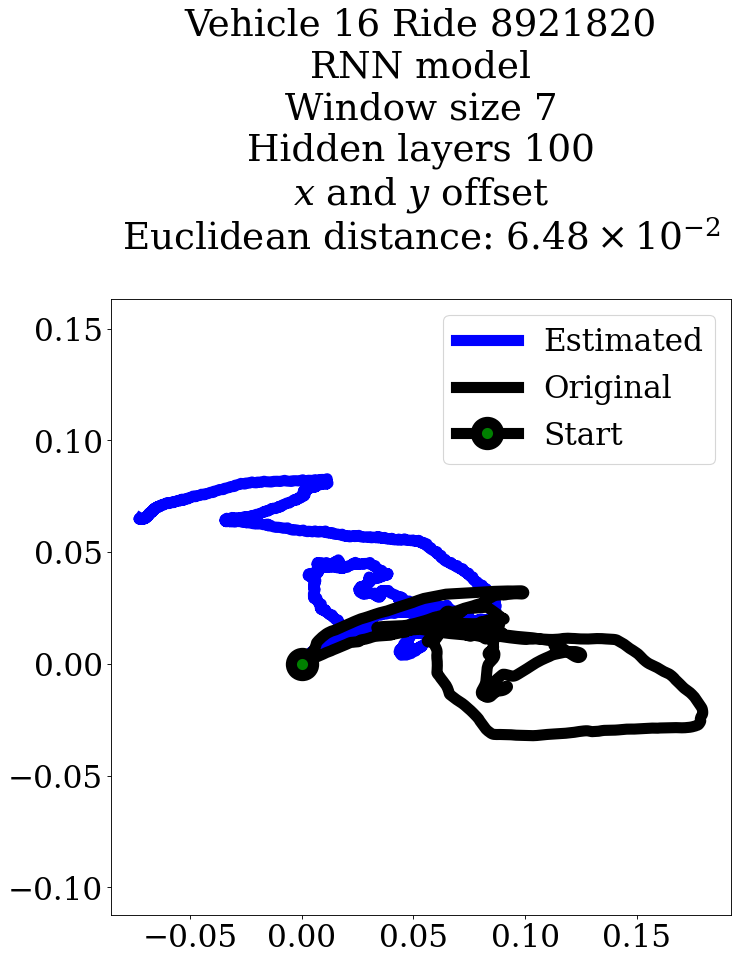 Vehicle 16 Ride 8921820
RNN model
Window size 7
Hidden layers 100
x and y offset
Euclidean distance: 6.48 × 10⁻²
Estimated
Original
Start
0.15
0.10
0.05
0.00
−0.05
−0.10
−0.05 0.00 0.05 0.10 0.15